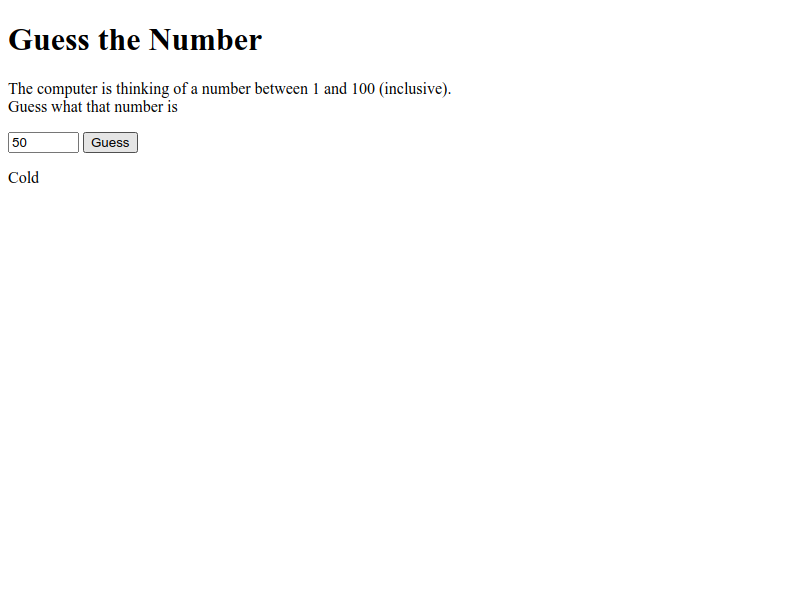 Guess the Number
The computer is thinking of a number between 1 and 100 (inclusive).
Guess what that number is
50 Guess
Cold